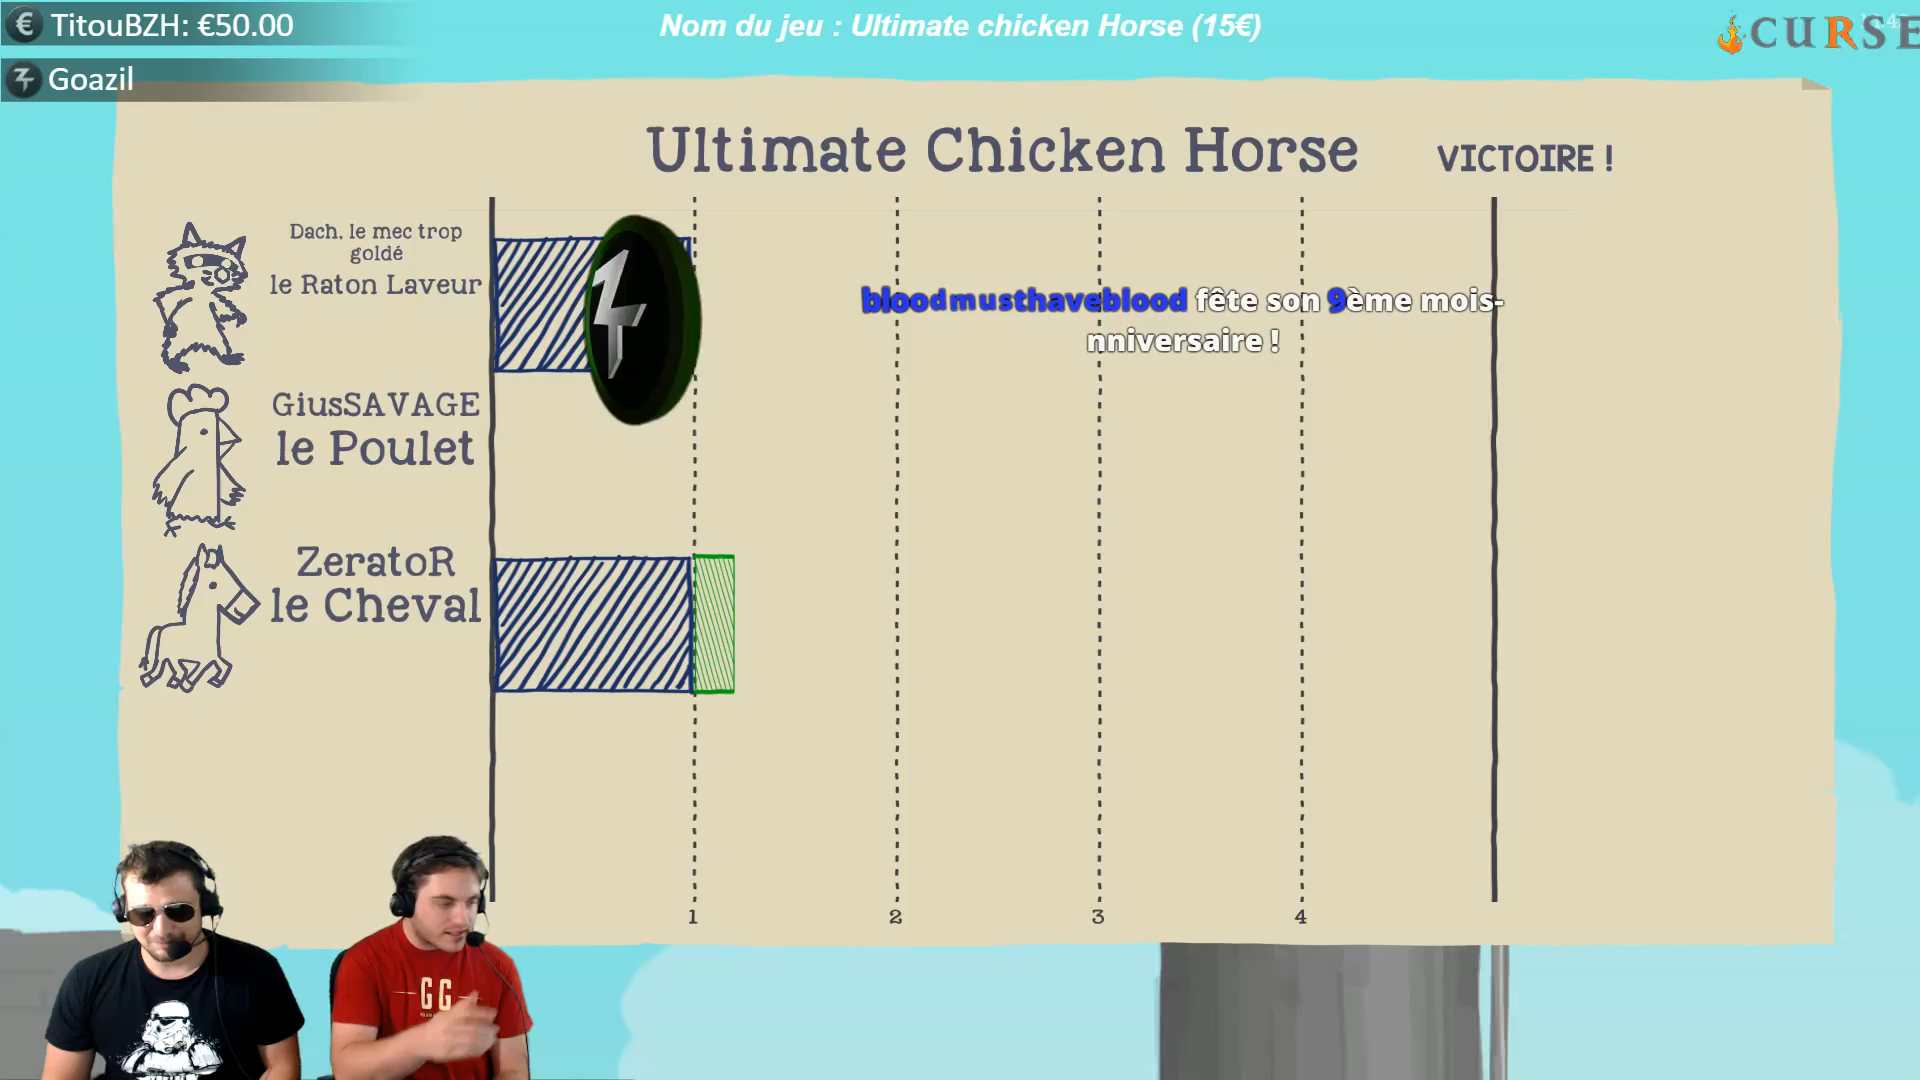 TitouBZH: €50.00
Nom du jeu : Ultimate chicken Horse (15€)
CURSE
Goazil
Ultimate Chicken Horse
VICTOIRE !
Dach, le mec trop
goldé
le Raton Laveur
bloodmusthaveblood fête son 9ème mois-
nniversaire !
GiusSAVAGE
le Poulet
ZeratoR
le Cheval
1 2 3 4
GG